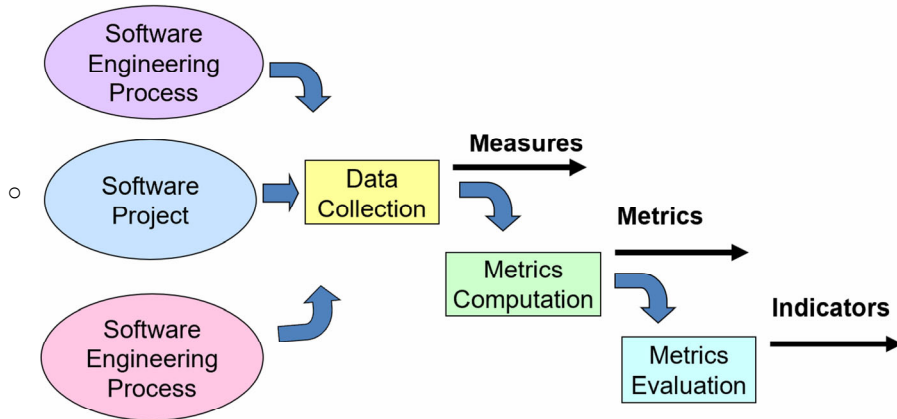 Software
Engineering
Process
Software
Project
Software
Engineering
Process
Data
Collection
Measures
Metrics
Computation
Metrics
Metrics
Evaluation
Indicators